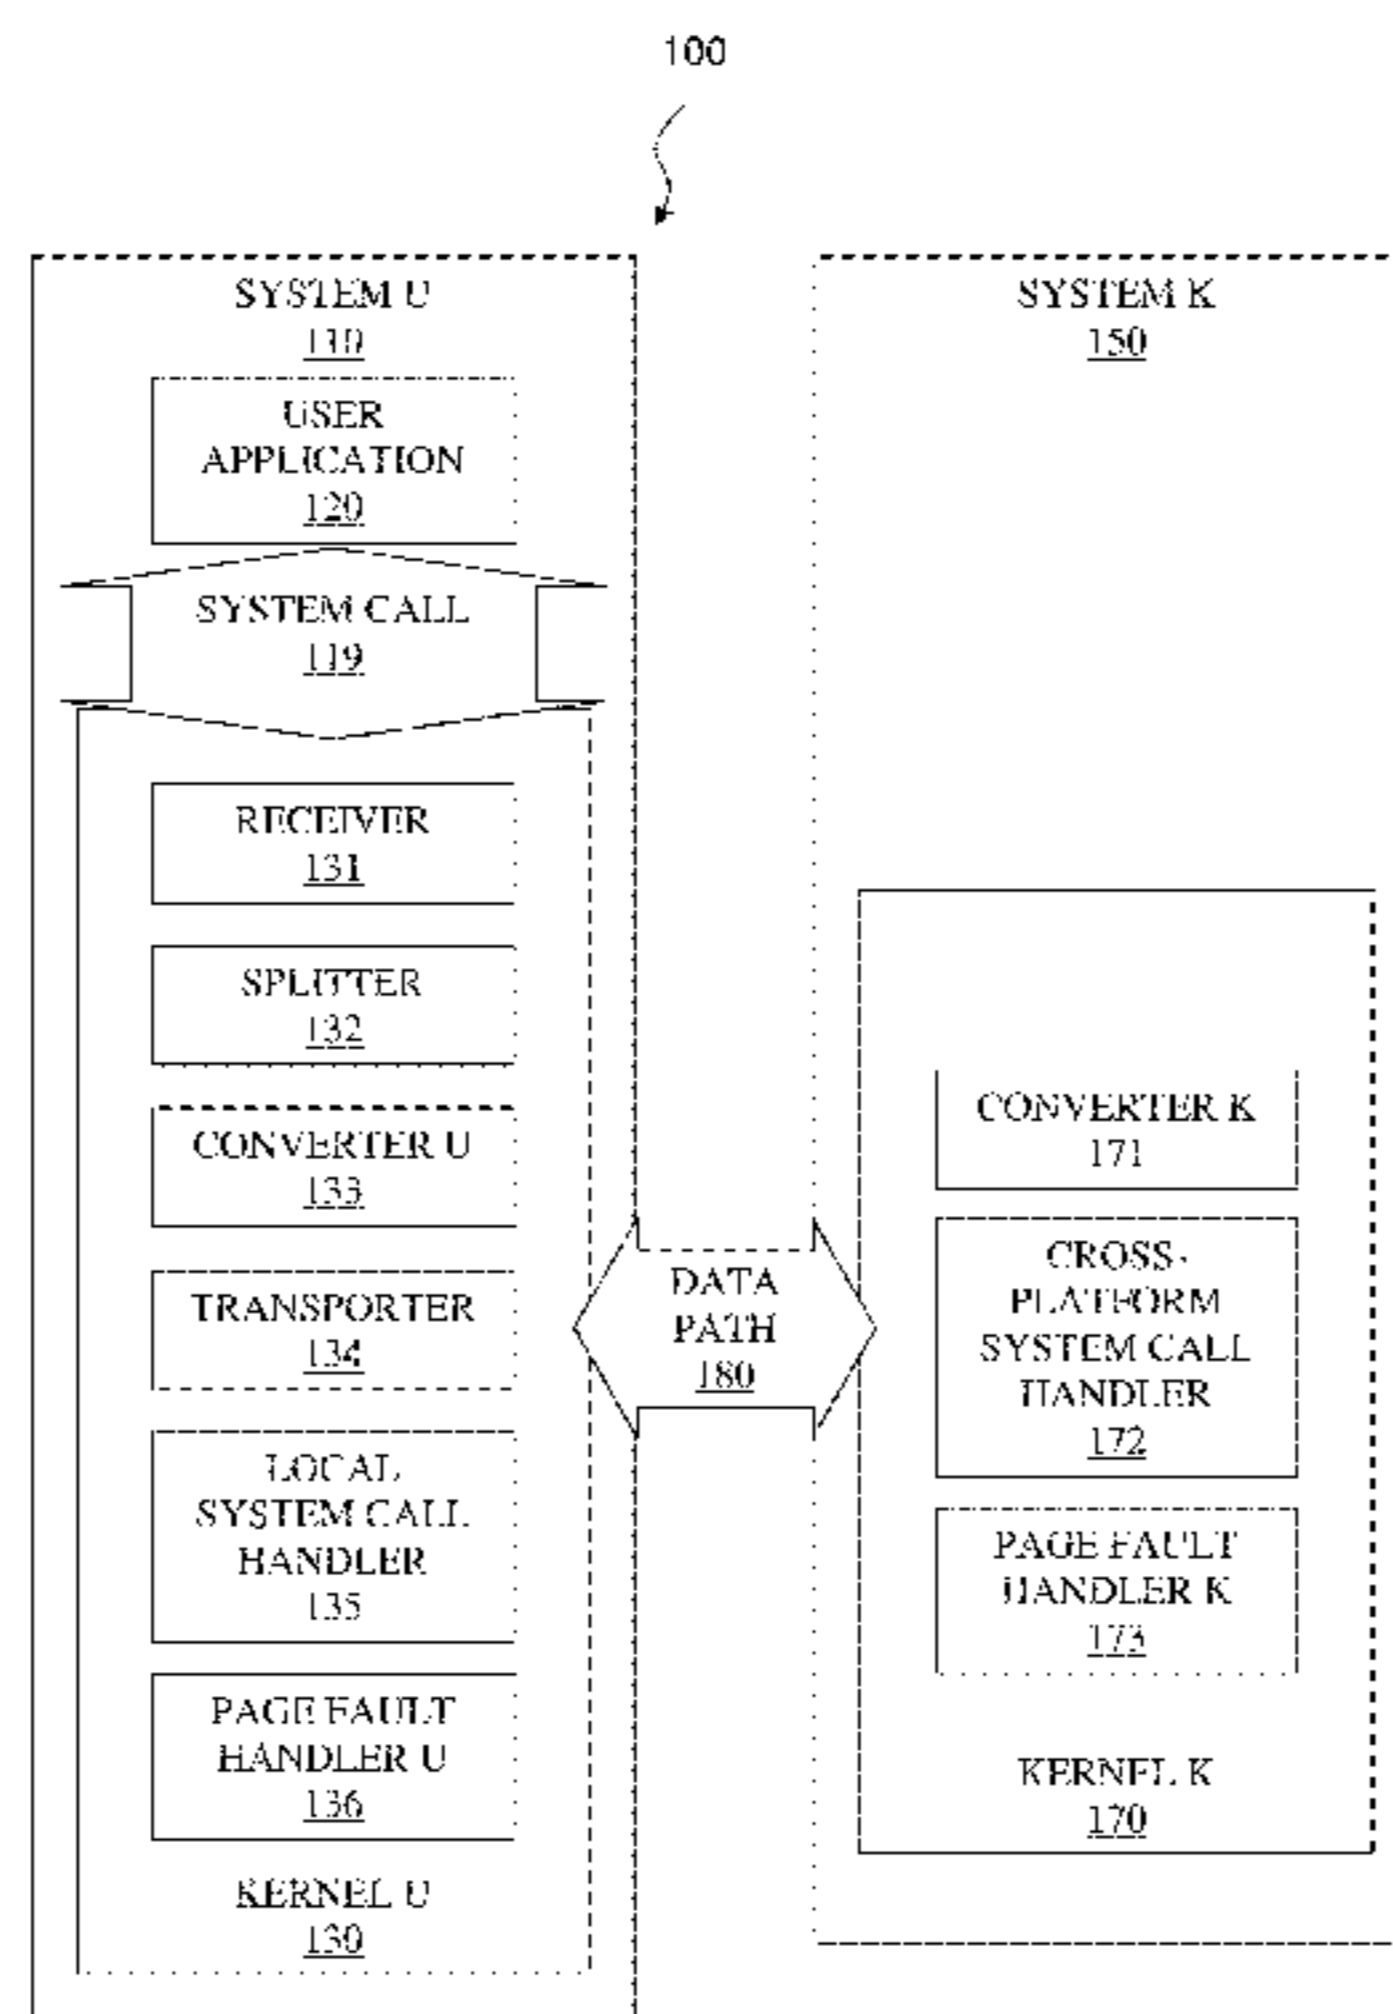 100
SYSTEM U
110
USER
APPLICATION
120
SYSTEM CALL
119
RECEIVER
131
SPLITTER
132
CONVERTER U
133
TRANSPORTER
134
LOCAL
SYSTEM CALL
HANDLER
135
PAGE FAULT
HANDLER U
136
KERNEL U
130
DATA
PATH
180
SYSTEM K
150
CONVERTER K
171
CROSS-
PLATFORM
SYSTEM CALL
HANDLER
172
PAGE FAULT
HANDLER K
173
KERNEL K
170